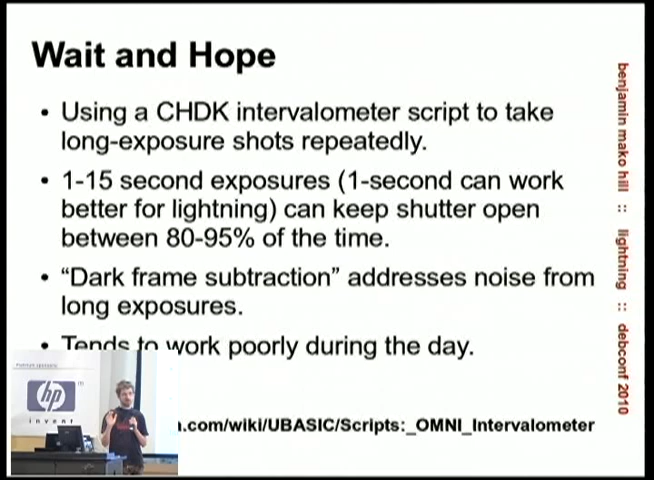 Wait and Hope
• Using a CHDK intervalometer script to take
long-exposure shots repeatedly.
• 1-15 second exposures (1-second can work
better for lightning) can keep shutter open
between 80-95% of the time.
• “Dark frame subtraction” addresses noise from
long exposures.
• Tends to work poorly during the day.
.com/wiki/UBASIC/Scripts:_OMNI_Intervalometer
benjamin mako hill :: lightning :: debconf 2010
hp
invent